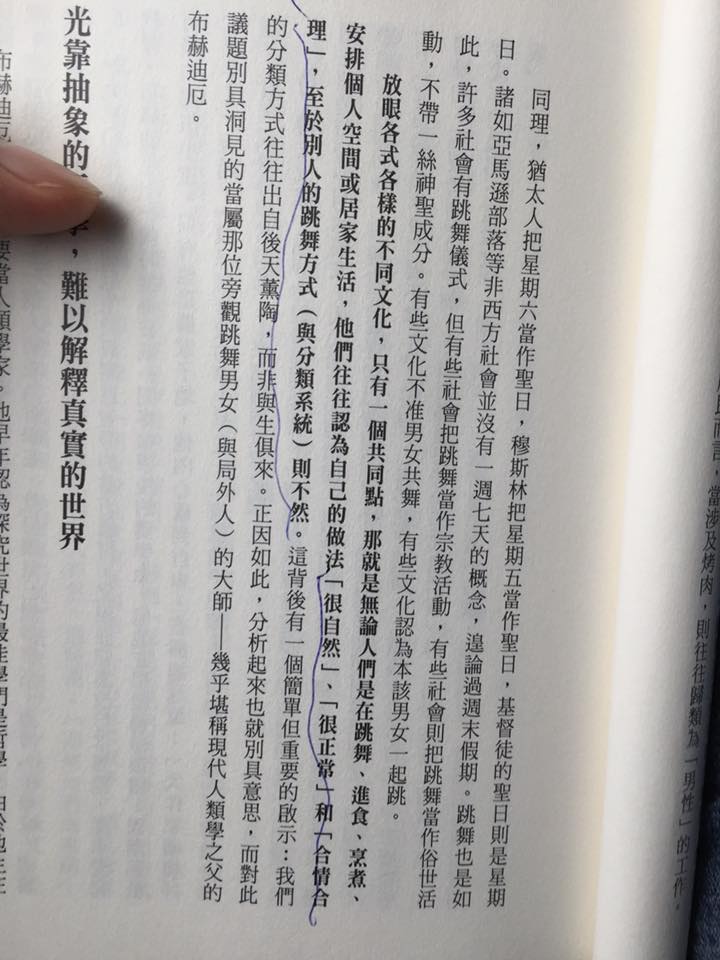 當涉及烤肉，則往往歸類為「男性」的工作。
同理，猶太人把星期六當作聖日，穆斯林把星期五當作聖日，基督徒的聖日則是星期
日。諸如亞馬遜部落等非西方社會並沒有一週七天的概念，遑論過週末假期。跳舞也是如
此，許多社會有跳舞儀式，但有些社會把跳舞當作宗教活動，有些社會則把跳舞當作俗世活
動，不帶一絲神聖成分。有些文化不准男女共舞，有些文化認為本該男女一起跳。
放眼各式各樣的不同文化，只有一個共同點，那就是無論人們是在跳舞、進食、烹煮、
安排個人空間或居家生活，他們往往認為自己的做法「很自然」、「很正常」和「合情合
理」，至於別人的跳舞方式（與分類系統）則不然。這背後有一個簡單但重要的啟示：我們
的分類方式往往出自後天薰陶，而非與生俱來。正因如此，分析起來也就別具意思，而對此
議題別具洞見的當屬那位旁觀跳舞男女（與局外人）的大師——幾乎堪稱現代人類學之父的
布赫迪厄。
光靠抽象的，難以解釋真實的世界
布赫迪厄要當人類學家。他早年認為探究世界的最佳學門是哲學